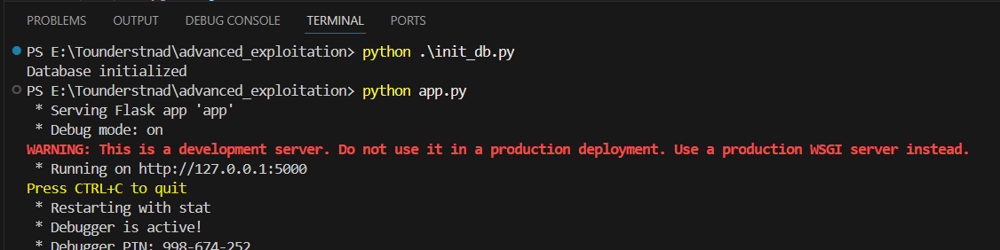 PROBLEMS OUTPUT DEBUG CONSOLE TERMINAL PORTS
PS E:\Tounderstnad\advanced_exploitation> python .\init_db.py
Database initialized
PS E:\Tounderstnad\advanced_exploitation> python app.py
* Serving Flask app 'app'
* Debug mode: on
WARNING: This is a development server. Do not use it in a production deployment. Use a production WSGI server instead.
* Running on http://127.0.0.1:5000
Press CTRL+C to quit
* Restarting with stat
* Debugger is active!
* Debugger PIN: 998-674-252